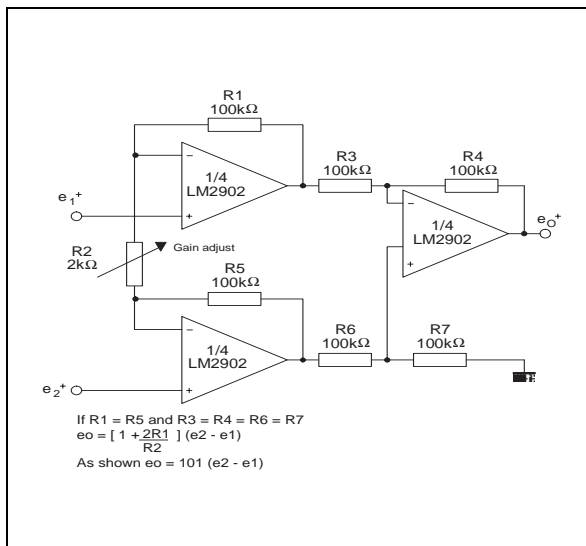 R1
100kΩ
1/4
LM2902
R3
100kΩ
R4
100kΩ
e1+
1/4
LM2902
eO+
R2
2kΩ
Gain adjust
R5
100kΩ
1/4
LM2902
R6
100kΩ
R7
100kΩ
e2+
If R1 = R5 and R3 = R4 = R6 = R7
eo = [ 1 + 2R1/R2 ] (e2 - e1)
As shown eo = 101 (e2 - e1)